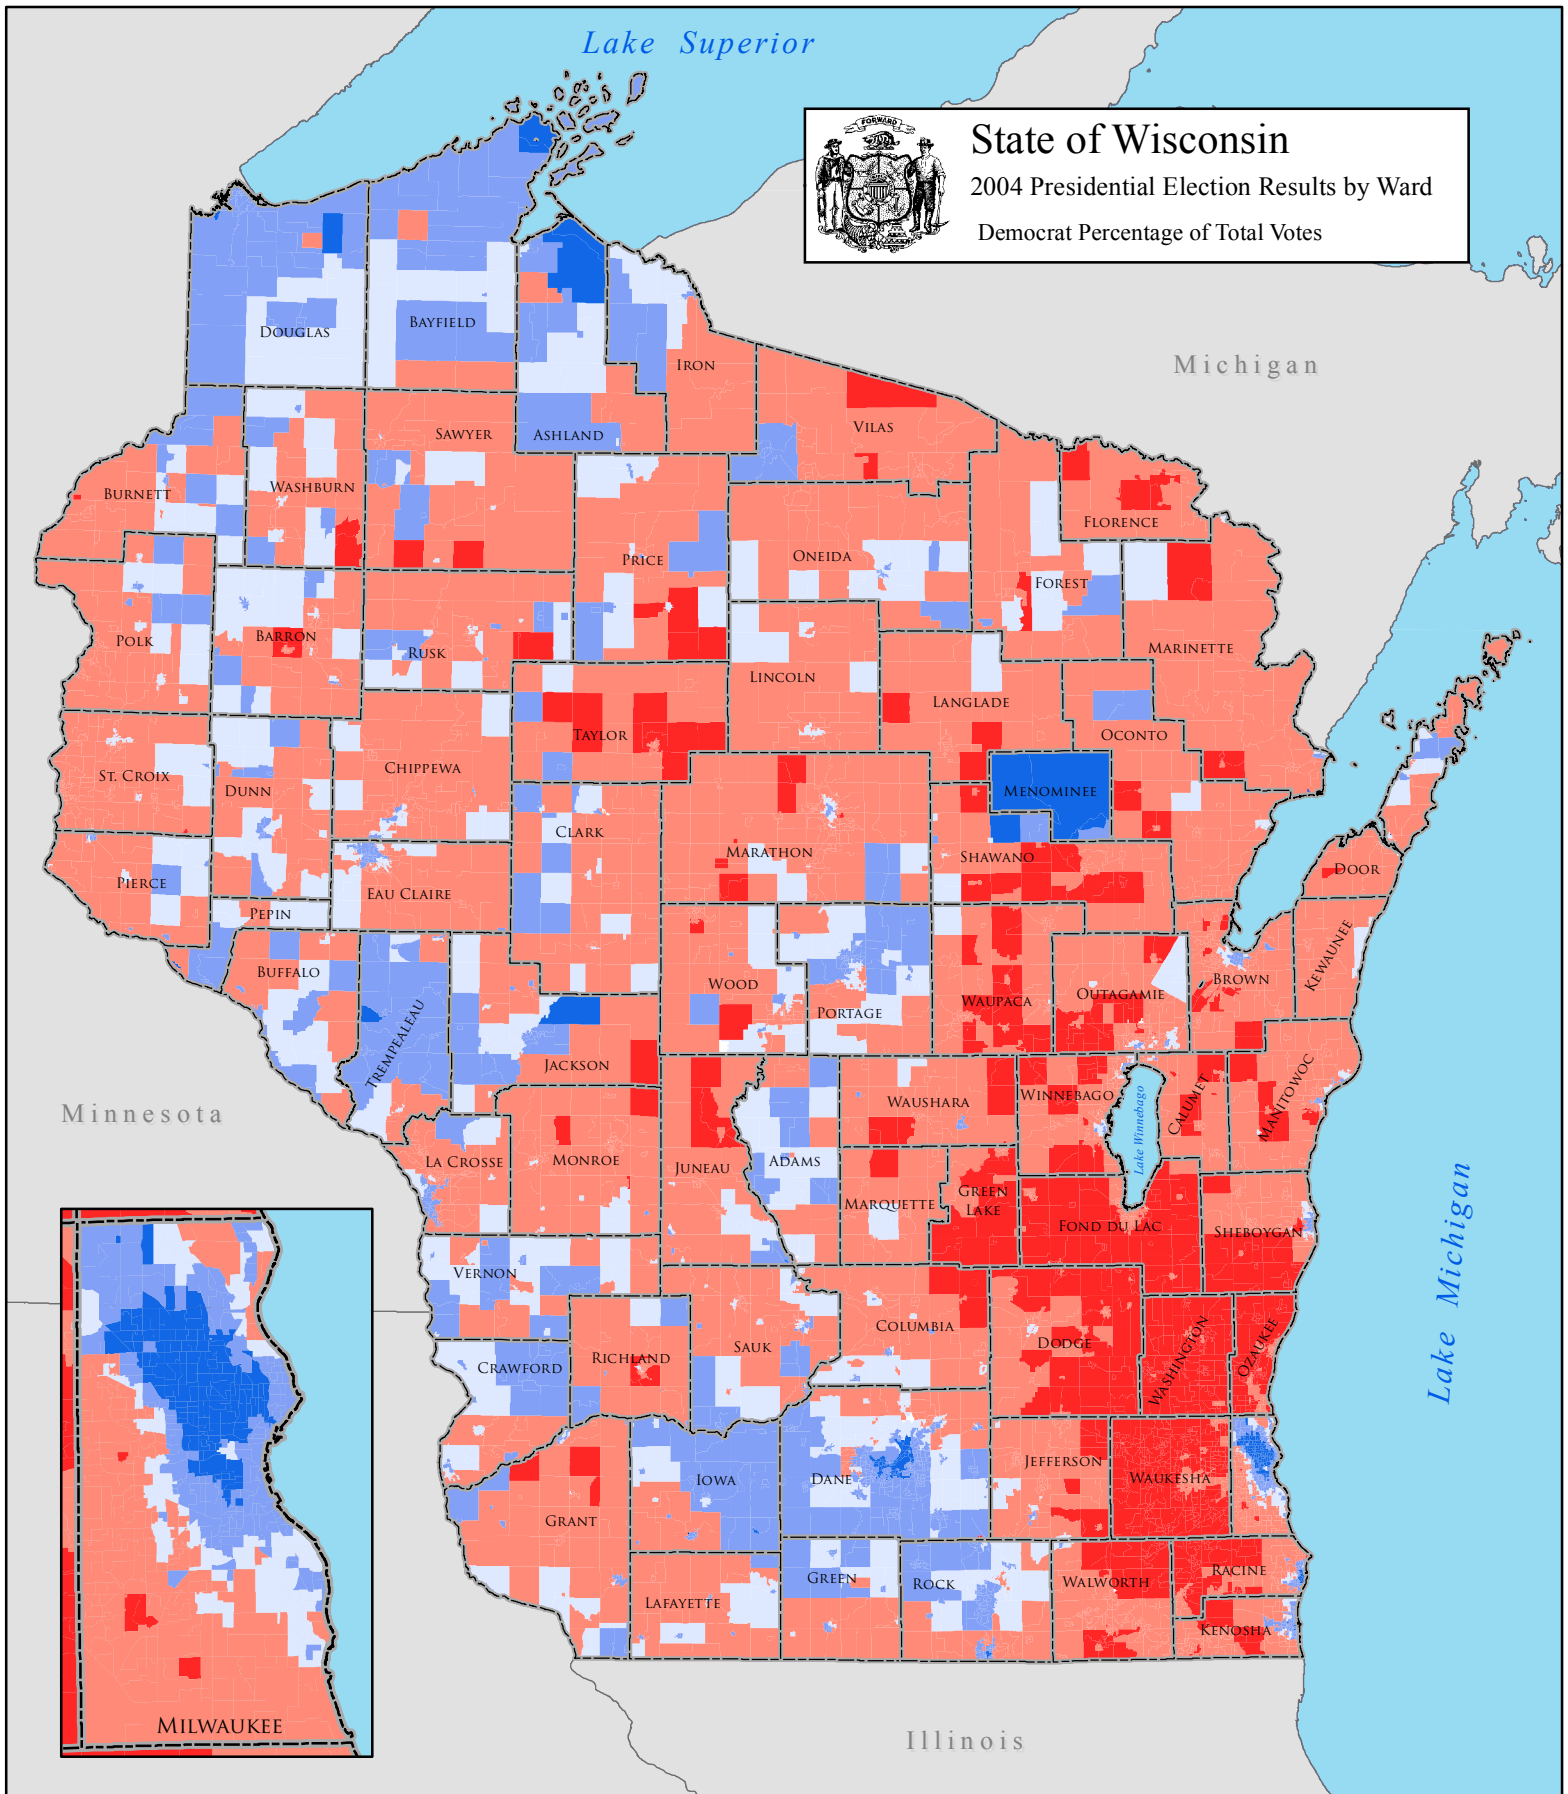 Lake Superior
FORWARD
State of Wisconsin
2004 Presidential Election Results by Ward
Democrat Percentage of Total Votes
Michigan
DOUGLAS
BAYFIELD
IRON
VILAS
SAWYER
ASHLAND
BURNETT
WASHBURN
FLORENCE
PRICE
ONEIDA
FOREST
POLK
BARRON
RUSK
MARINETTE
LINCOLN
LANGLADE
TAYLOR
OCONTO
ST. CROIX
CHIPPEWA
DUNN
MENOMINEE
CLARK
MARATHON
SHAWANO
DOOR
PIERCE
EAU CLAIRE
PEPIN
BUFFALO
WOOD
PORTAGE
WAUPACA
OUTAGAMIE
BROWN
KEWAUNEE
TREMPEALEAU
JACKSON
Minnesota
WAUSHARA
WINNEBAGO
Lake Winnebago
CALUMET
MANITOWOC
LA CROSSE
MONROE
JUNEAU
ADAMS
MARQUETTE
GREEN
LAKE
FOND DU LAC
SHEBOYGAN
Lake Michigan
VERNON
COLUMBIA
DODGE
WASHINGTON
OZAUKEE
CRAWFORD
RICHLAND
SAUK
IOWA
DANE
JEFFERSON
WAUKESHA
GRANT
LAFAYETTE
GREEN
ROCK
WALWORTH
RACINE
KENOSHA
MILWAUKEE
Illinois